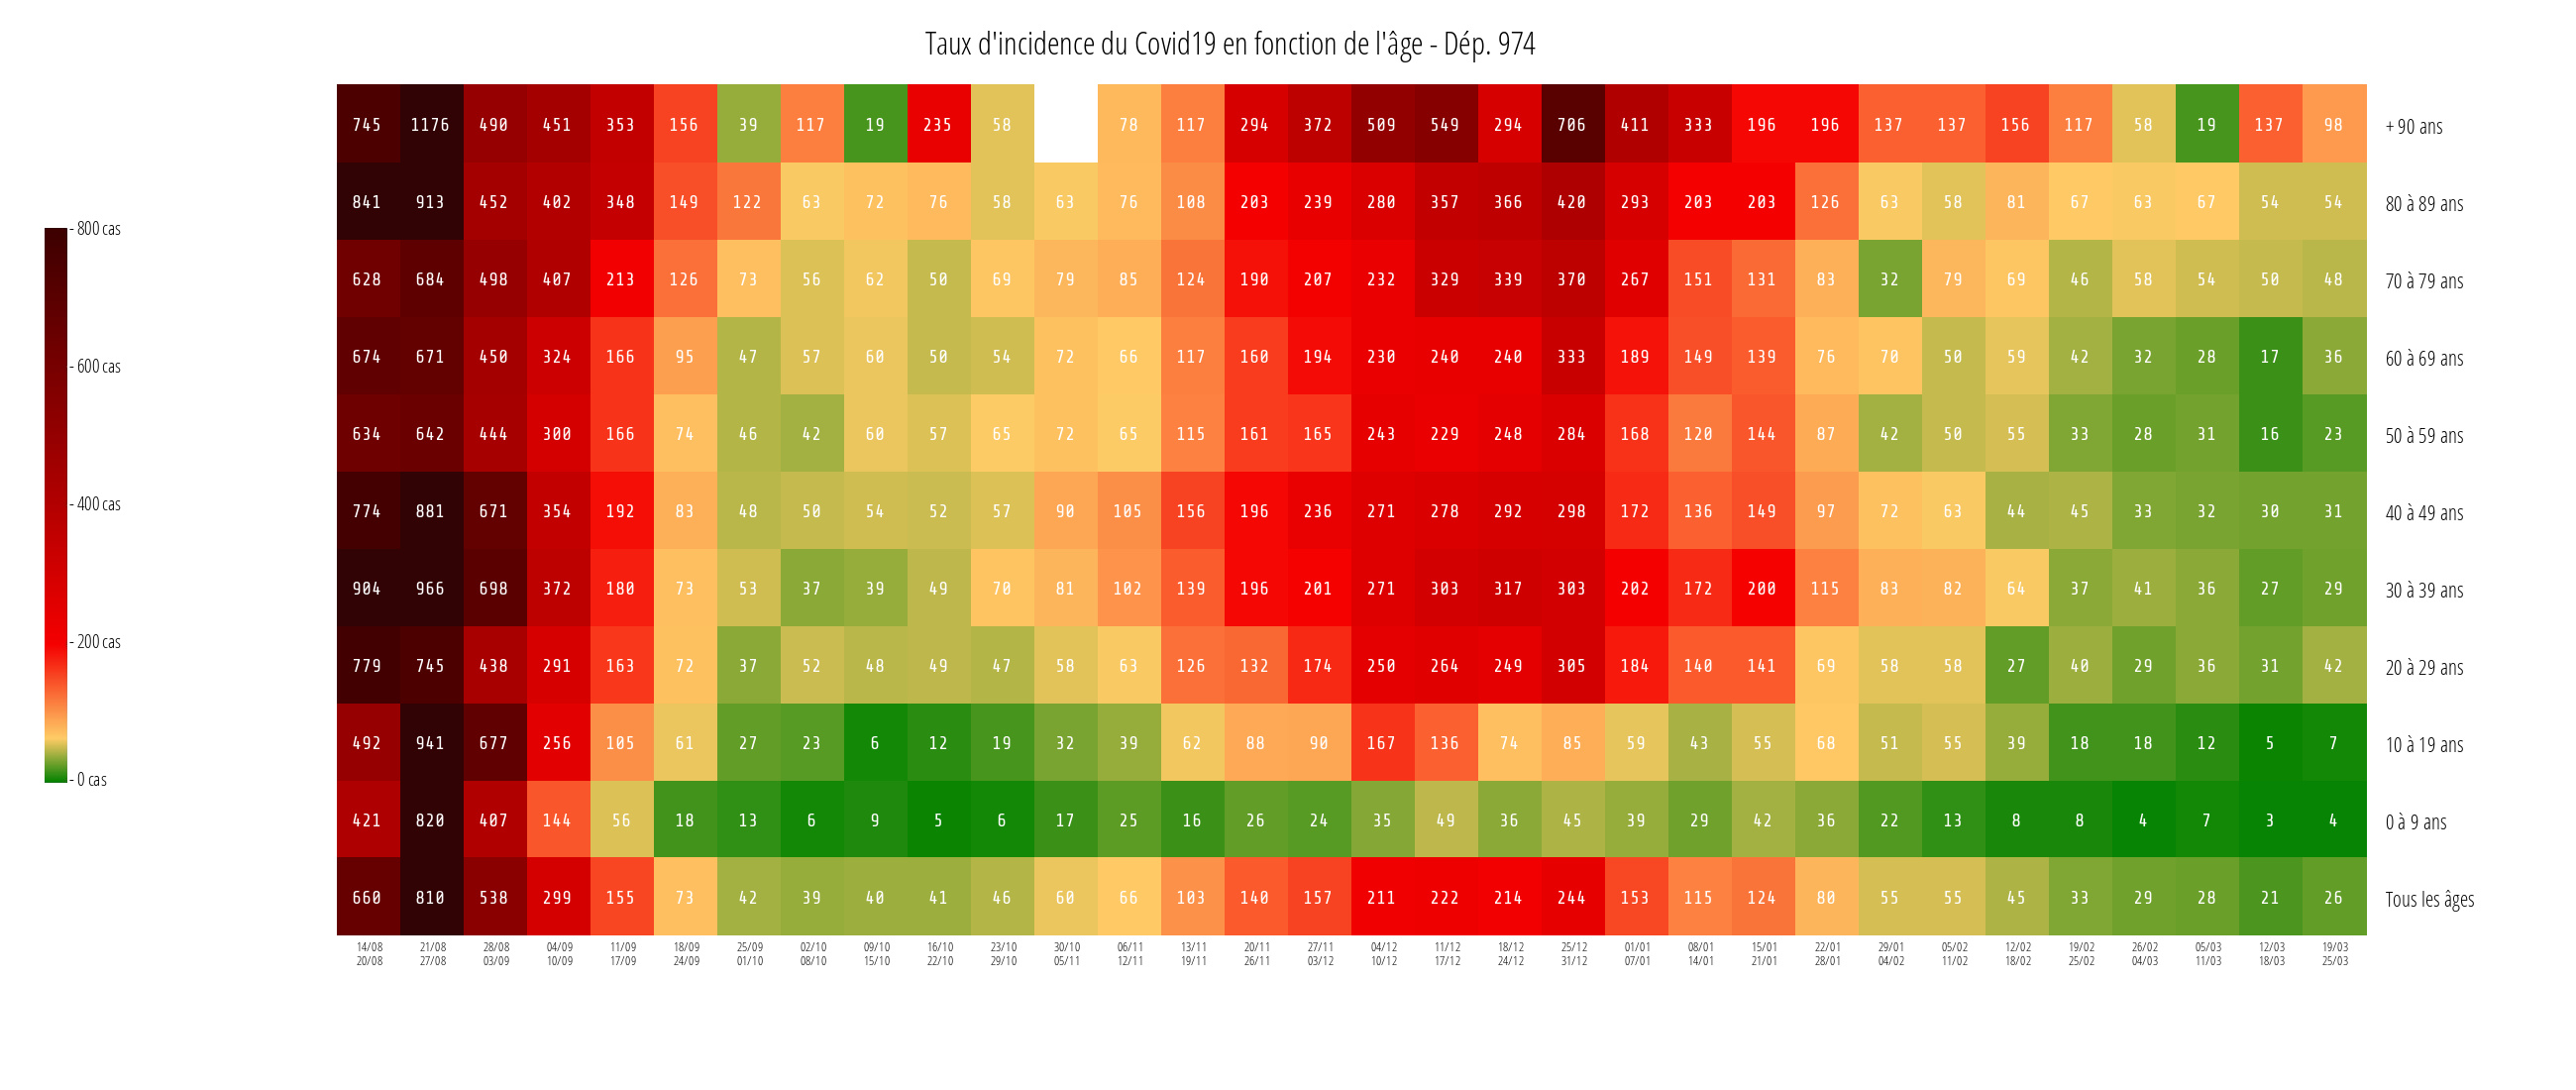 Taux d'incidence du Covid19 en fonction de l'âge - Dép. 974
- 800 cas
- 600 cas
- 400 cas
- 200 cas
- 0 cas
745 1176 490 451 353 156 39 117 19 235 58 78 117 294 372 509 549 294 706 411 333 196 196 137 137 156 117 58 19 137 98 + 90 ans
841 913 452 402 348 149 122 63 72 76 58 63 76 108 203 239 280 357 366 420 293 203 203 126 63 58 81 67 63 67 54 54 80 à 89 ans
628 684 498 407 213 126 73 56 62 50 69 79 85 124 190 207 232 329 339 370 267 151 131 83 32 79 69 46 58 54 50 48 70 à 79 ans
674 671 450 324 166 95 47 57 60 50 54 72 66 117 160 194 230 240 240 333 189 149 139 76 70 50 59 42 32 28 17 36 60 à 69 ans
634 642 444 300 166 74 46 42 60 57 65 72 65 115 161 165 243 229 248 284 168 120 144 87 42 50 55 33 28 31 16 23 50 à 59 ans
774 881 671 354 192 83 48 50 54 52 57 90 105 156 196 236 271 278 292 298 172 136 149 97 72 63 44 45 33 32 30 31 40 à 49 ans
904 966 698 372 180 73 53 37 39 49 70 81 102 139 196 201 271 303 317 303 202 172 200 115 83 82 64 37 41 36 27 29 30 à 39 ans
779 745 438 291 163 72 37 52 48 49 47 58 63 126 132 174 250 264 249 305 184 140 141 69 58 58 27 40 29 36 31 42 20 à 29 ans
492 941 677 256 105 61 27 23 6 12 19 32 39 62 88 90 167 136 74 85 59 43 55 68 51 55 39 18 18 12 5 7 10 à 19 ans
421 820 407 144 56 18 13 6 9 5 6 17 25 16 26 24 35 49 36 45 39 29 42 36 22 13 8 8 4 7 3 4 0 à 9 ans
660 810 538 299 155 73 42 39 40 41 46 60 66 103 140 157 211 222 214 244 153 115 124 80 55 55 45 33 29 28 21 26 Tous les âges
14/08 21/08 28/08 04/09 11/09 18/09 25/09 02/10 09/10 16/10 23/10 30/10 06/11 13/11 20/11 27/11 04/12 11/12 18/12 25/12 01/01 08/01 15/01 22/01 29/01 05/02 12/02 19/02 26/02 05/03 12/03 19/03
20/08 27/08 03/09 10/09 17/09 24/09 01/10 08/10 15/10 22/10 29/10 05/11 12/11 19/11 26/11 03/12 10/12 17/12 24/12 31/12 07/01 14/01 21/01 28/01 04/02 11/02 18/02 25/02 04/03 11/03 18/03 25/03